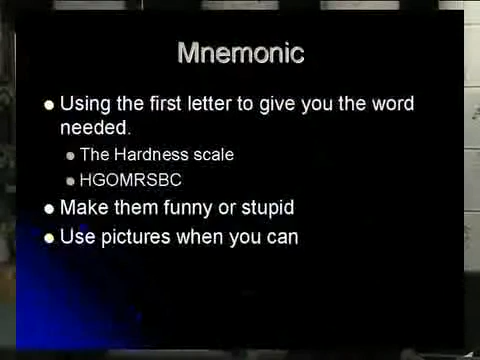 Mnemonic
Using the first letter to give you the word
needed.
The Hardness scale
HGOMRSBC
Make them funny or stupid
Use pictures when you can